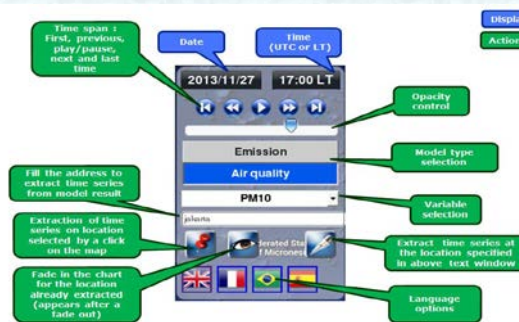 Display
Action
Time span :
First, previous,
play/pause,
next and last
time
Date
Time
(UTC or LT)
2013/11/27
17:00 LT
Opacity
control
Emission
Air quality
Model type
selection
Fill the address to
extract time series
from model result
PM10
Variable
selection
jakarta
Extraction of time
series on location
selected by a click
on the map
derated Sta
f Micrones
Extract time series at
the location specified
in above text window
Fade in the chart
for the location
already extracted
(appears after a
fade out)
Language
options